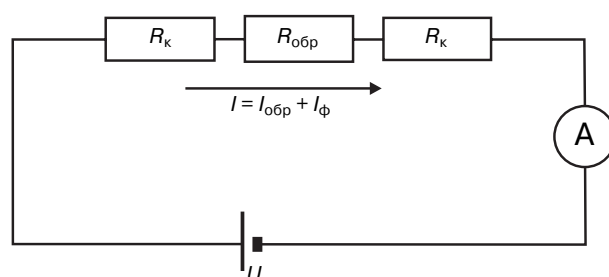 Rк Rобр Rк
I = Iобр + Iф
A
U